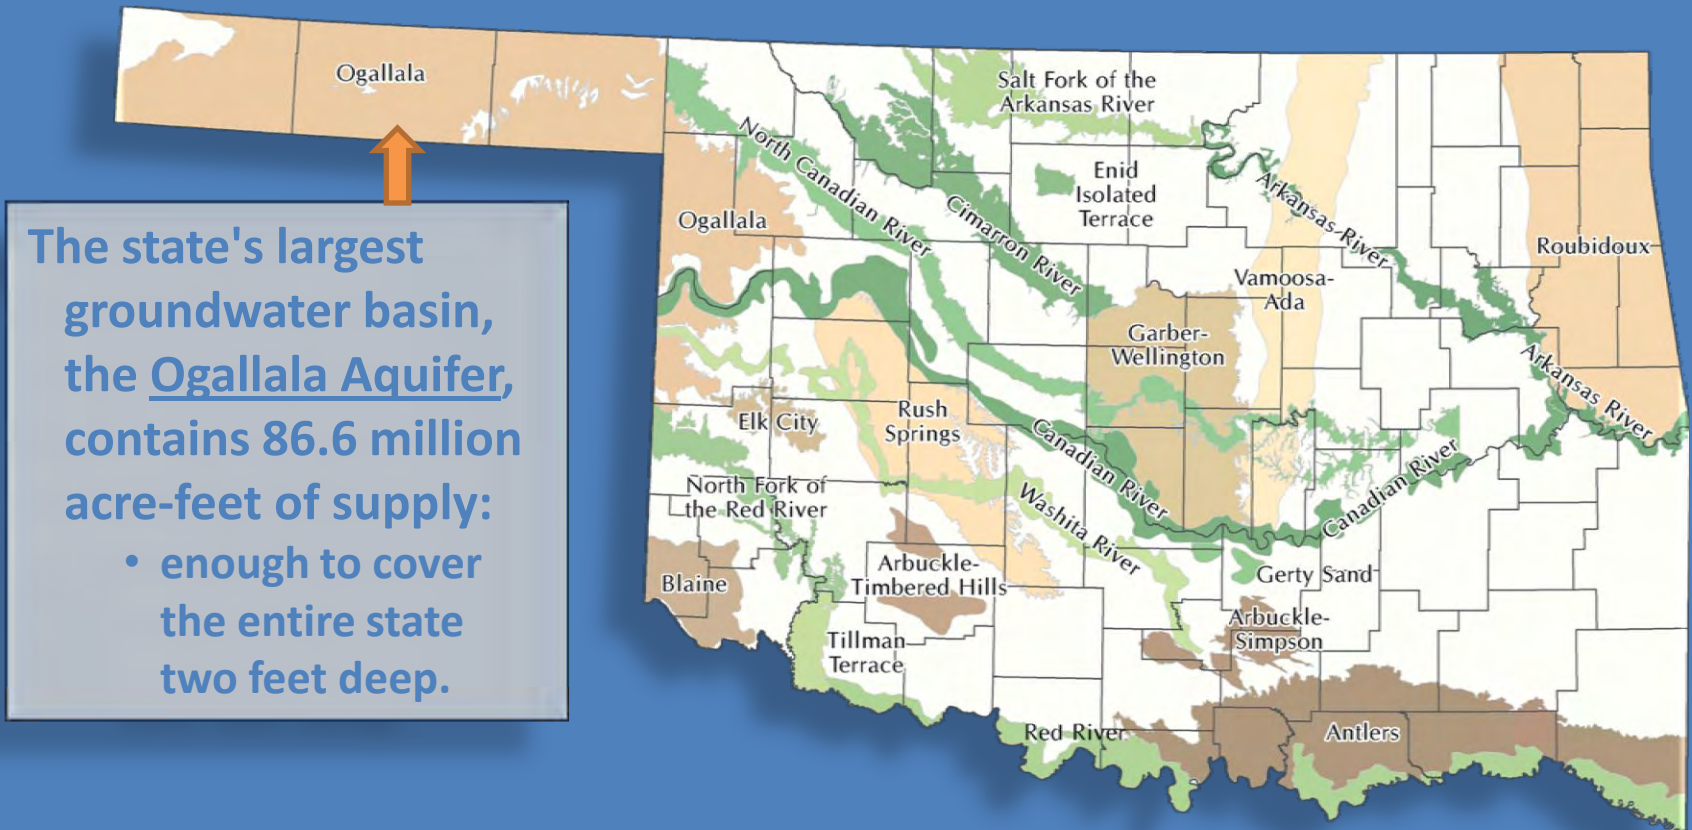 Ogallala
Salt Fork of the
Arkansas River
North Canadian River
Enid
Isolated
Terrace
Arkansas River
Cimarron River
Ogallala
Roubidoux
Vamoosa-
Ada
Garber-
Wellington
Arkansas River
Elk City
Rush
Springs
Canadian River
Canadian River
North Fork of
the Red River
Washita River
Arbuckle-
Timbered Hills
Blaine
Gerty Sand
Arbuckle-
Simpson
Tillman
Terrace
Red River
Antlers
The state's largest
groundwater basin,
the Ogallala Aquifer,
contains 86.6 million
acre-feet of supply:
• enough to cover
the entire state
two feet deep.